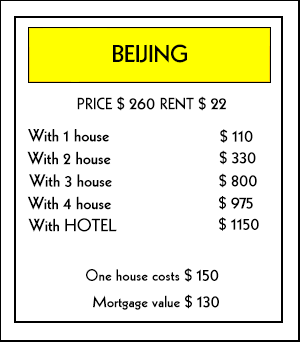 BEIJING
PRICE $ 260 RENT $ 22
With 1 house $ 110
With 2 house $ 330
With 3 house $ 800
With 4 house $ 975
With HOTEL $ 1150
One house costs $ 150
Mortgage value $ 130